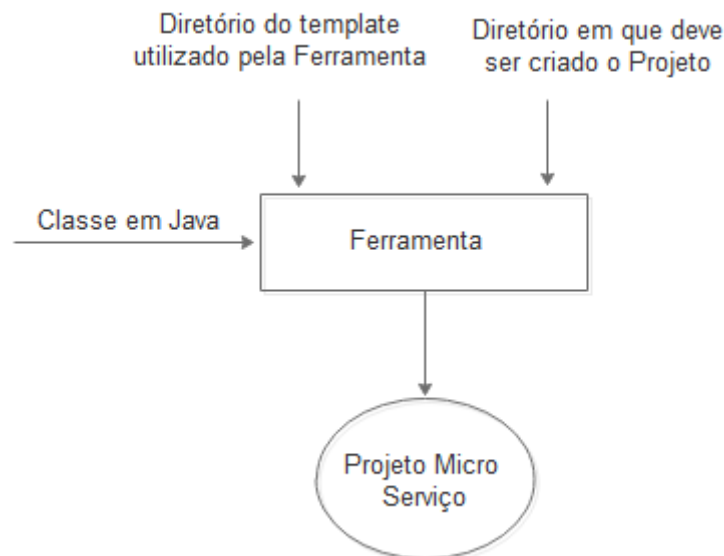 Diretório do template
utilizado pela Ferramenta
Diretório em que deve
ser criado o Projeto
Classe em Java
Ferramenta
Projeto Micro
Serviço